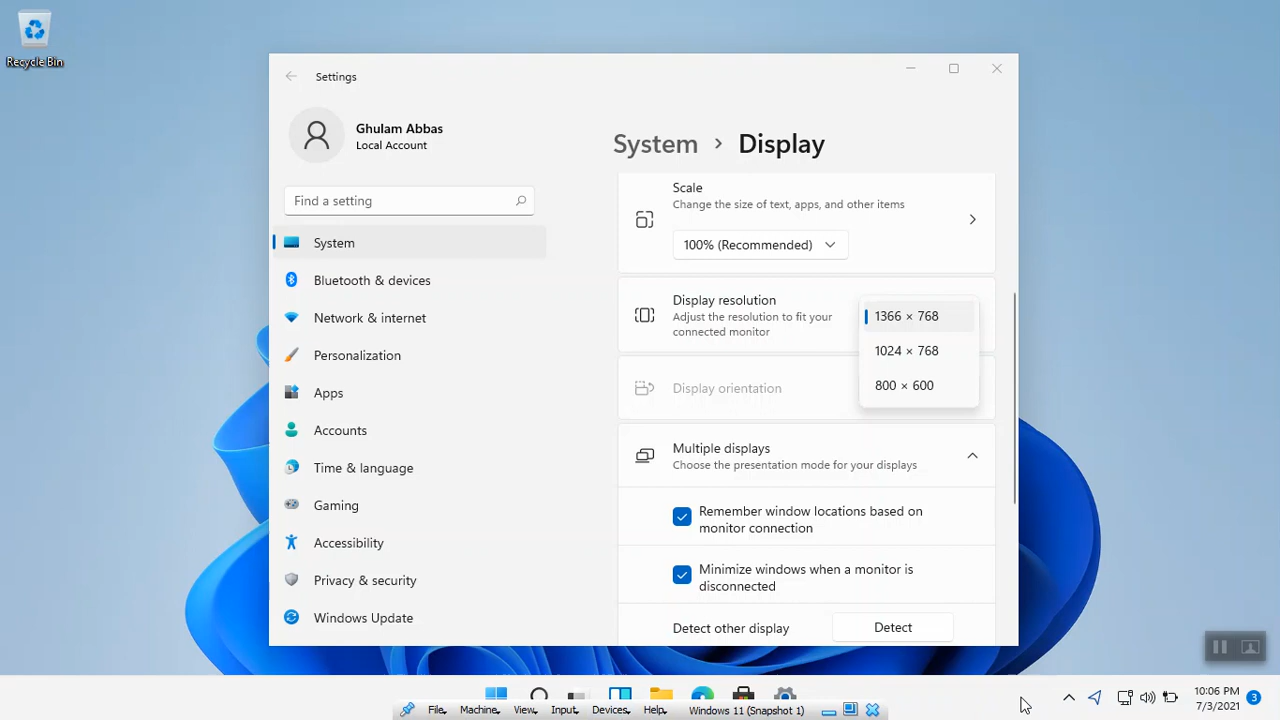 Recycle Bin
Settings
Ghulam Abbas
Local Account
Find a setting
System
Bluetooth & devices
Network & internet
Personalization
Apps
Accounts
Time & language
Gaming
Accessibility
Privacy & security
Windows Update
System › Display
Scale
Change the size of text, apps, and other items
100% (Recommended)
Display resolution
Adjust the resolution to fit your
connected monitor
1366 × 768
1024 × 768
800 × 600
Display orientation
Multiple displays
Choose the presentation mode for your displays
Remember window locations based on
monitor connection
Minimize windows when a monitor is
disconnected
Detect other display
Detect
File Machine View Input Devices Help Windows 11 (Snapshot 1)
10:06 PM
7/3/2021
3